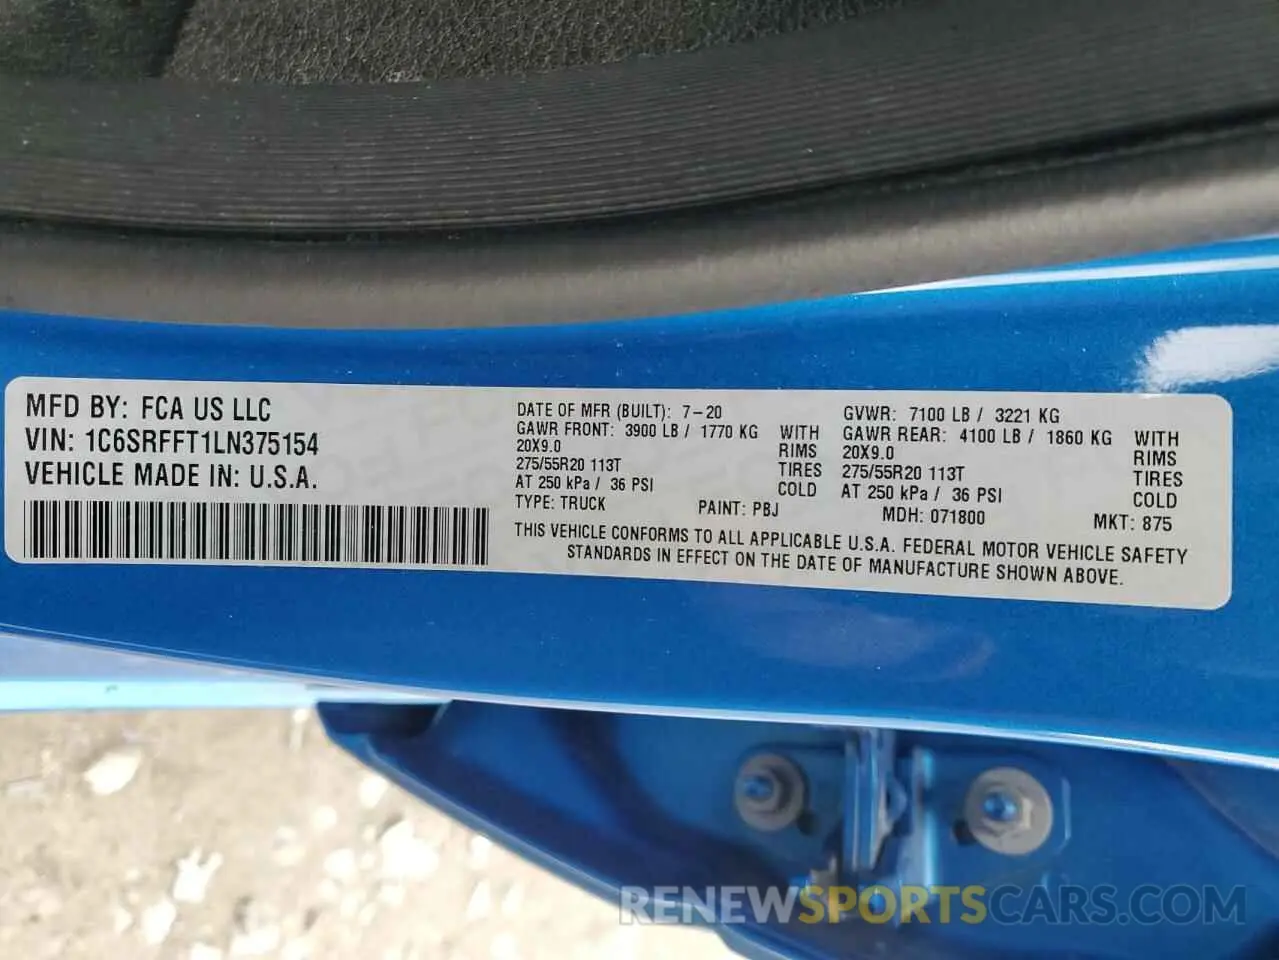 MFD BY: FCA US LLC
VIN: 1C6SRFFT1LN375154
VEHICLE MADE IN: U.S.A.
DATE OF MFR (BUILT): 7-20
GAWR FRONT: 3900 LB / 1770 KG WITH
20X9.0 RIMS
275/55R20 113T TIRES
AT 250 kPa / 36 PSI COLD
TYPE: TRUCK PAINT: PBJ
GVWR: 7100 LB / 3221 KG
GAWR REAR: 4100 LB / 1860 KG WITH
20X9.0 RIMS
275/55R20 113T TIRES
AT 250 kPa / 36 PSI COLD
MDH: 071800 MKT: 875
THIS VEHICLE CONFORMS TO ALL APPLICABLE U.S.A. FEDERAL MOTOR VEHICLE SAFETY
STANDARDS IN EFFECT ON THE DATE OF MANUFACTURE SHOWN ABOVE.
RENEWSPORTSCARS.COM